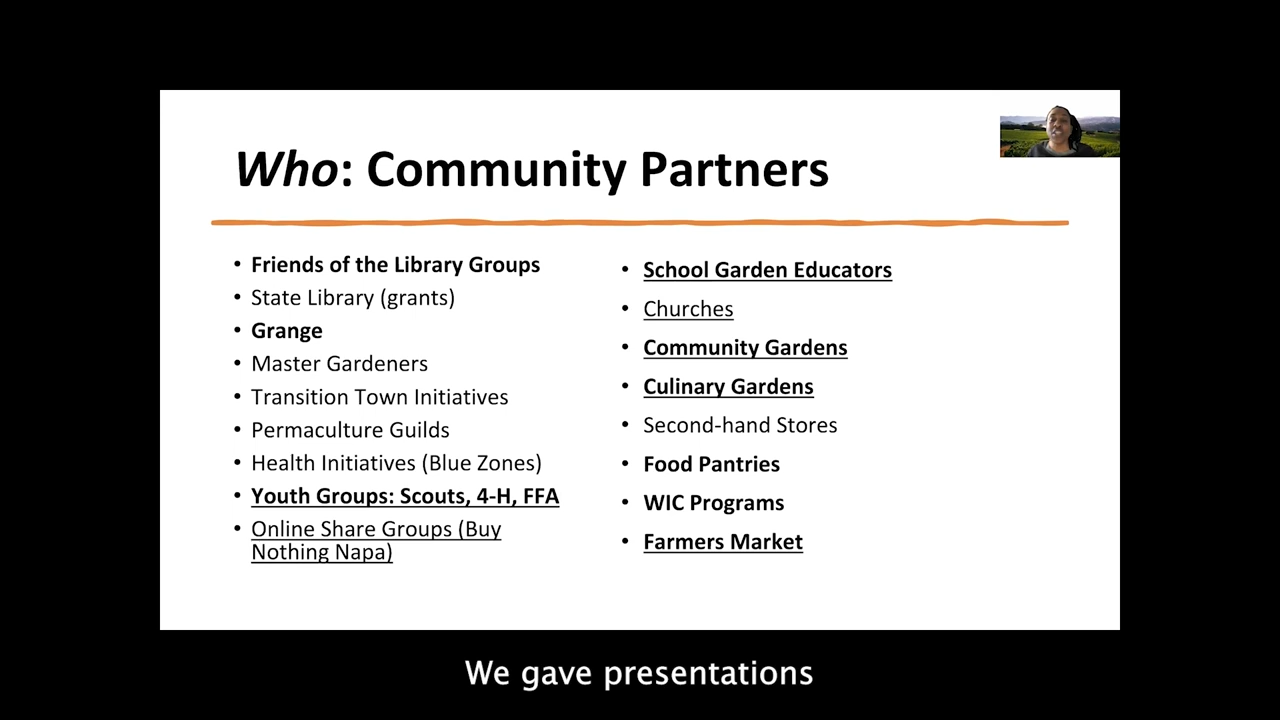 Who: Community Partners
• Friends of the Library Groups
• State Library (grants)
• Grange
• Master Gardeners
• Transition Town Initiatives
• Permaculture Guilds
• Health Initiatives (Blue Zones)
• Youth Groups: Scouts, 4-H, FFA
• Online Share Groups (Buy
Nothing Napa)
• School Garden Educators
• Churches
• Community Gardens
• Culinary Gardens
• Second-hand Stores
• Food Pantries
• WIC Programs
• Farmers Market
We gave presentations